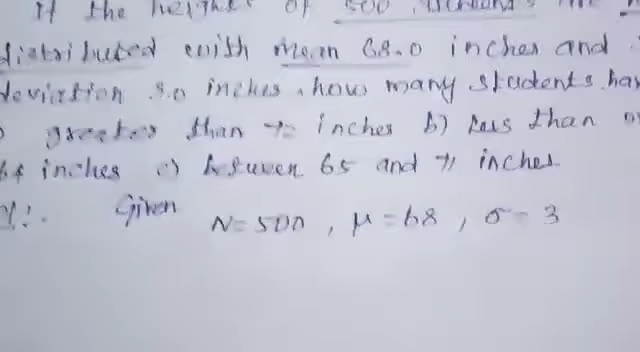 If the heights of 500 students are
distributed with mean 68.0 inches and
deviation 3.0 inches, how many students hav
greater than 72 inches b) less than or
64 inches c) between 65 and 71 inches
Given N = 500, μ = 68, σ = 3